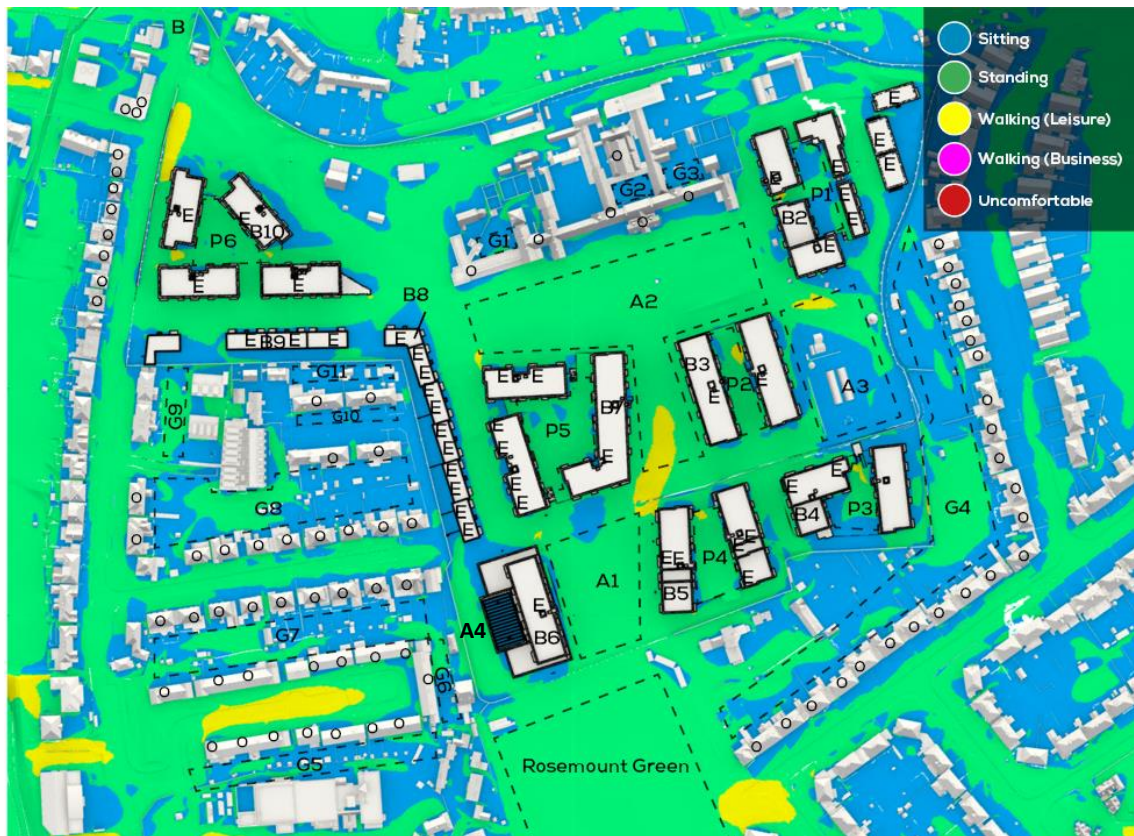 B
Sitting
Standing
Walking (Leisure)
Walking (Business)
Uncomfortable
E
E
E
E
G3
G2
P1
E
E
B2
E
E
G1
E
E
B10
P6
E
E
B8
A2
E
B9
E
E
E
B3
P2
E
E
A3
G11
G10
G9
E
E
B7
P5
E
E
G8
E
E
B4
P3
E
G4
P4
E
E
E
E
B5
A1
A4
E
B6
G7
G6
G5
Rosemount Green